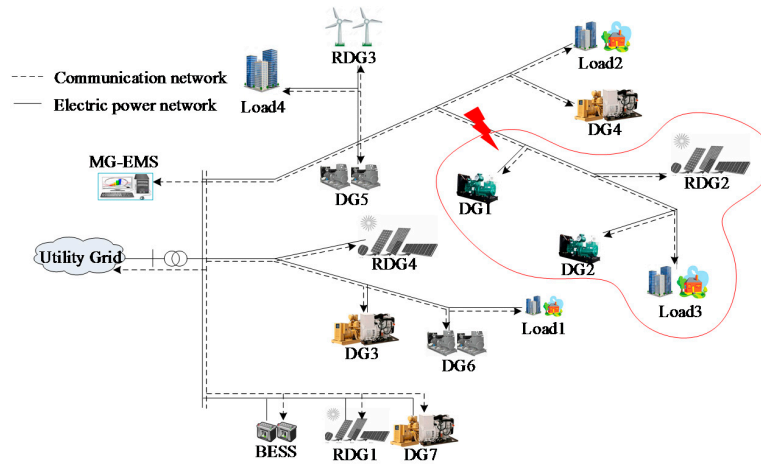 RDG3
Load2
Communication network
Electric power network
Load4
DG4
MG-EMS
DG5
DG1
RDG2
Utility Grid
RDG4
DG2
Load3
Load1
DG3
DG6
BESS
RDG1
DG7